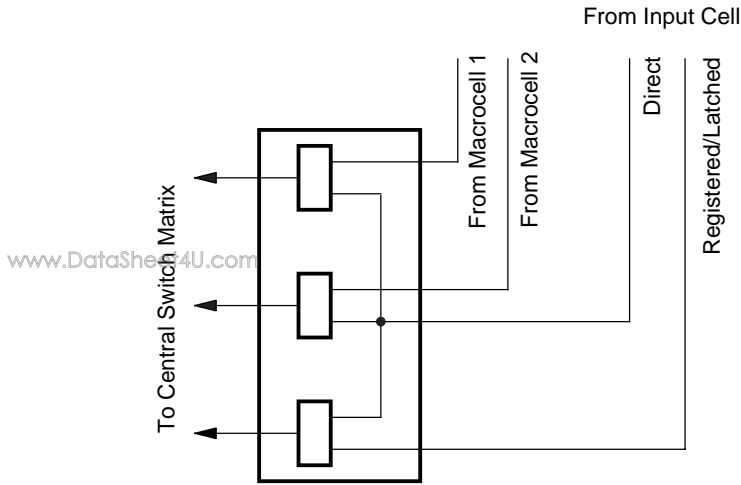 From Input Cell
From Macrocell 1
From Macrocell 2
Direct
Registered/Latched
To Central Switch Matrix
www.DataSheet4U.com